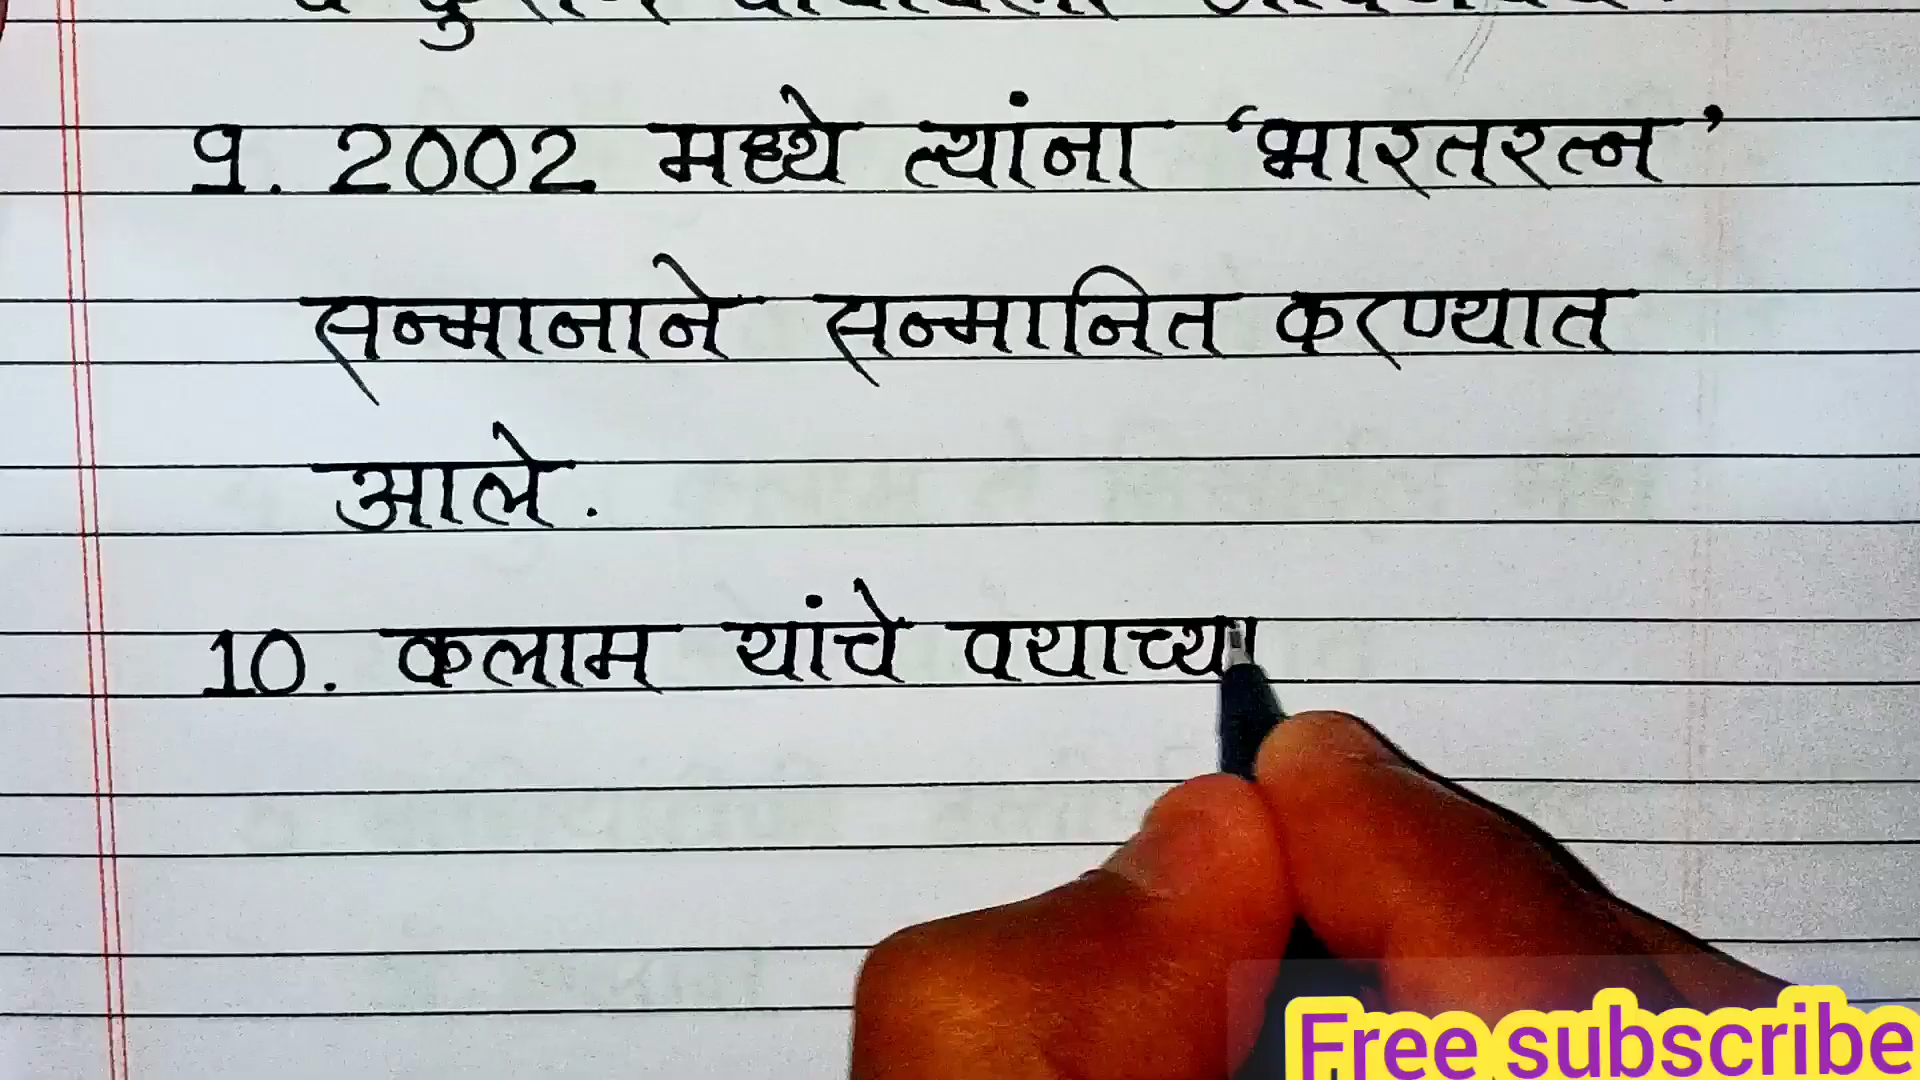 9. 2002 मध्ये त्यांना ‘भारतरत्न’
सन्मानाने सन्मानित करण्यात
आले.
10. कलाम यांचे वयाच्या
Free subscribe